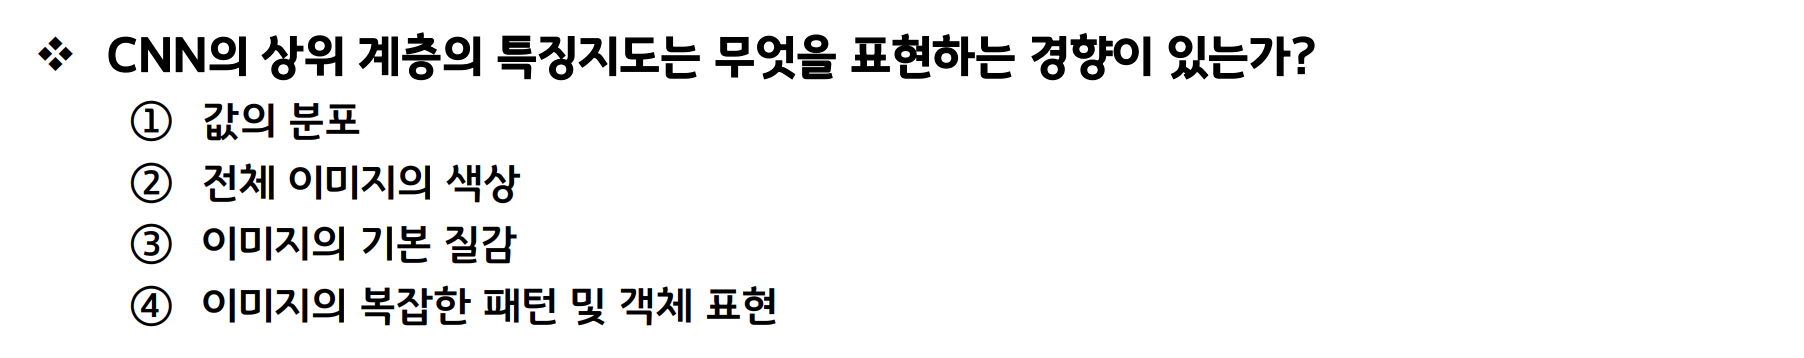 ❖ CNN의 상위 계층의 특징지도는 무엇을 표현하는 경향이 있는가?
① 값의 분포
② 전체 이미지의 색상
③ 이미지의 기본 질감
④ 이미지의 복잡한 패턴 및 객체 표현